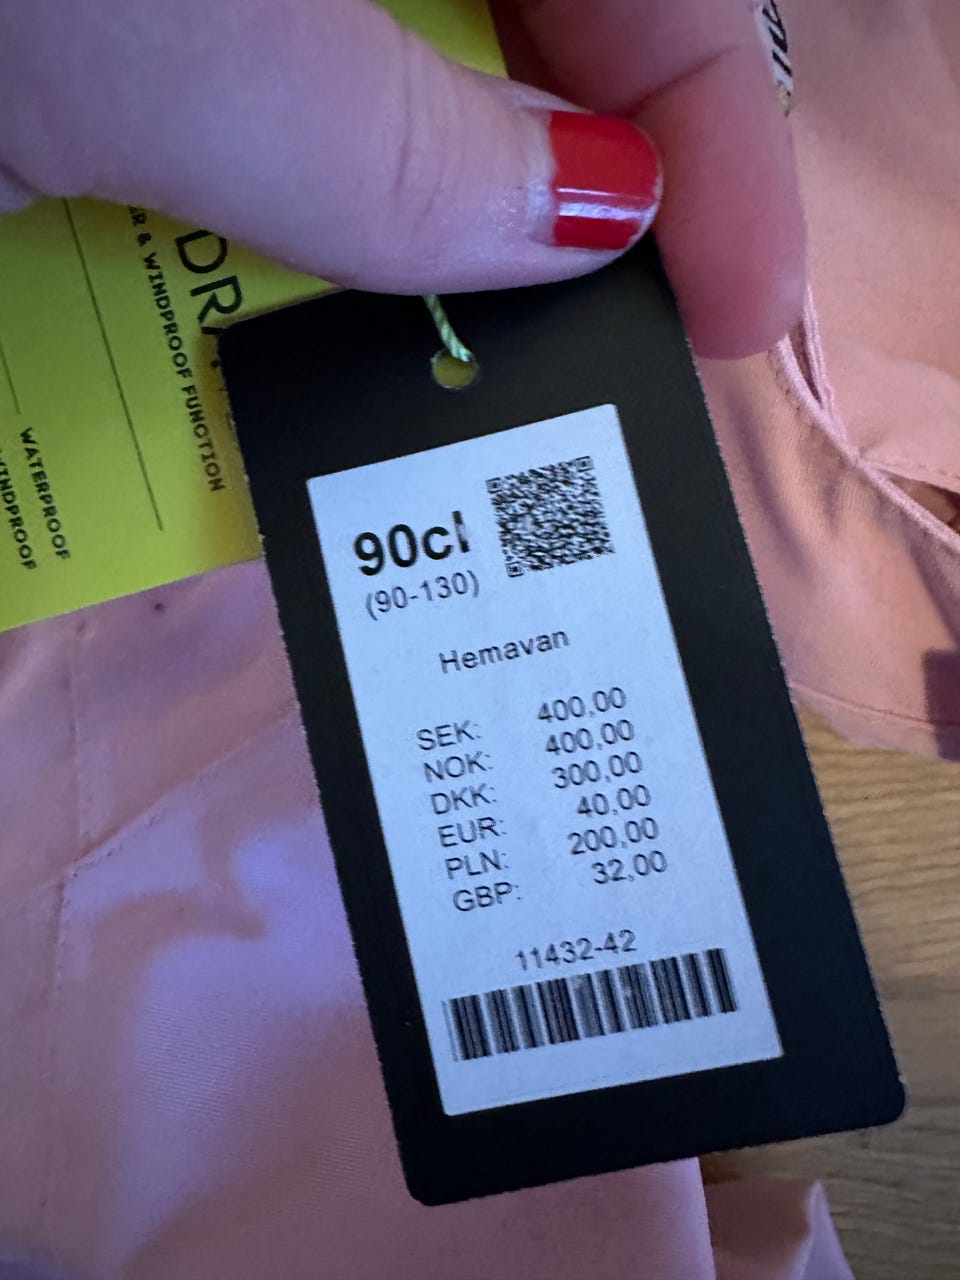 DR
& WINDPROOF FUNCTION
WATERPROOF
WINDPROOF
90cl
(90-130)
Hemavan
SEK: 400,00
NOK: 400,00
DKK: 300,00
EUR: 40,00
PLN: 200,00
GBP: 32,00
11432-42